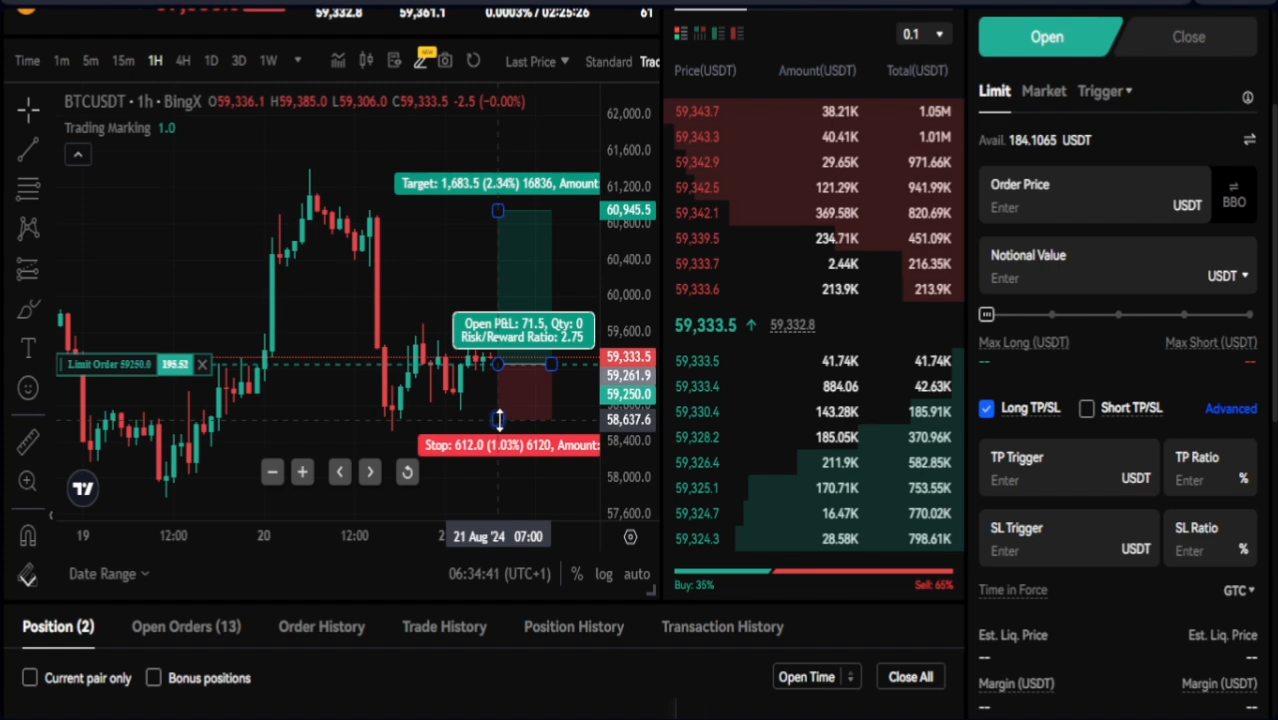 59,332.8 59,361.1 0.0003% / 02:25:26 61
Time 1m 5m 15m 1H 4H 1D 3D 1W NEW Last Price Standard Trad
BTCUSDT · 1h · BingX O59,336.1 H59,385.0 L59,306.0 C59,333.5 -2.5 (-0.00%)
Trading Marking 1.0
62,000.0
61,600.0
61,200.0
Target: 1,683.5 (2.34%) 16836, Amount
60,945.5
60,800.0
60,400.0
60,000.0
59,600.0
Open P&L: 71.5, Qty: 0
Risk/Reward Ratio: 2.75
59,333.5
Limit Order 59250.0 195.52
59,261.9
59,250.0
58,637.6
Stop: 612.0 (1.03%) 6120, Amount:
58,400.0
58,000.0
57,600.0
19 12:00 20 12:00 2 21 Aug '24 07:00
Date Range 06:34:41 (UTC+1) % log auto
0.1
Price(USDT) Amount(USDT) Total(USDT)
59,343.7 38.21K 1.05M
59,343.3 40.41K 1.01M
59,342.9 29.65K 971.66K
59,342.5 121.29K 941.99K
59,342.1 369.58K 820.69K
59,339.5 234.71K 451.09K
59,333.7 2.44K 216.35K
59,333.6 213.9K 213.9K
59,333.5 ↑ 59,332.8
59,333.5 41.74K 41.74K
59,333.4 884.06 42.63K
59,330.4 143.28K 185.91K
59,328.2 185.05K 370.96K
59,326.4 211.9K 582.85K
59,325.1 170.71K 753.55K
59,324.7 16.47K 770.02K
59,324.3 28.58K 798.61K
Buy: 35% Sell: 65%
Open Close
Limit Market Trigger
Avail. 184.1065 USDT
Order Price
Enter USDT
BBO
Notional Value
Enter USDT
Max Long (USDT) Max Short (USDT)
-- --
Long TP/SL Short TP/SL Advanced
TP Trigger TP Ratio
Enter USDT Enter %
SL Trigger SL Ratio
Enter USDT Enter %
Time in Force GTC
Est. Liq. Price Est. Liq. Price
-- --
Margin (USDT) Margin (USDT)
-- --
Position (2) Open Orders (13) Order History Trade History Position History Transaction History
Current pair only Bonus positions Open Time Close All